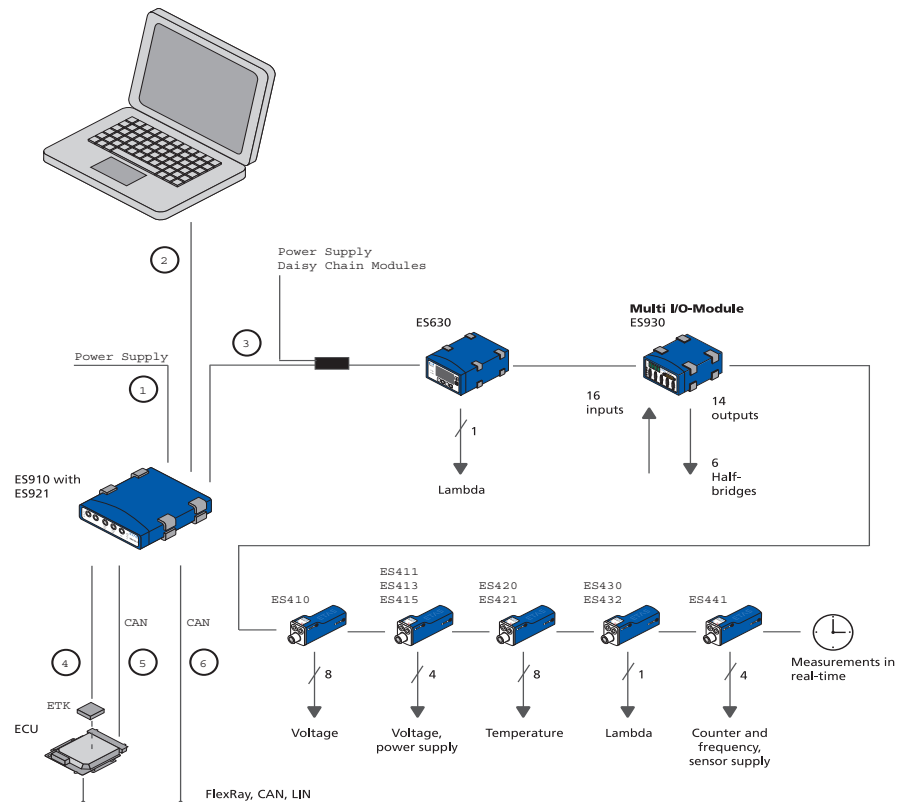 2
Power Supply
Daisy Chain Modules
ES630
Multi I/O-Module
ES930
3
Power Supply
1
16
inputs
14
outputs
1
Lambda
6
Half-
bridges
ES910 with
ES921
ES410
ES411
ES413
ES415
ES420
ES421
ES430
ES432
ES441
CAN
CAN
4
5
6
8
4
8
1
4
Measurements in
real-time
ETK
ECU
Voltage
Voltage,
power supply
Temperature
Lambda
Counter and
frequency,
sensor supply
FlexRay, CAN, LIN